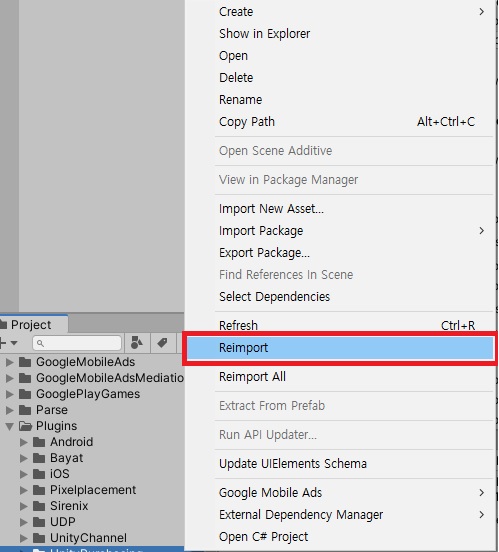 Create
Show in Explorer
Open
Delete
Rename
Copy Path Alt+Ctrl+C
Open Scene Additive
View in Package Manager
Import New Asset...
Import Package
Export Package...
Find References In Scene
Select Dependencies
Refresh Ctrl+R
Reimport
Reimport All
Extract From Prefab
Run API Updater...
Update UIElements Schema
Google Mobile Ads
External Dependency Manager
Open C# Project
Project
GoogleMobileAds
GoogleMobileAdsMediatio
GooglePlayGames
Parse
Plugins
Android
Bayat
iOS
Pixelplacement
Sirenix
UDP
UnityChannel
UnityPurchasing